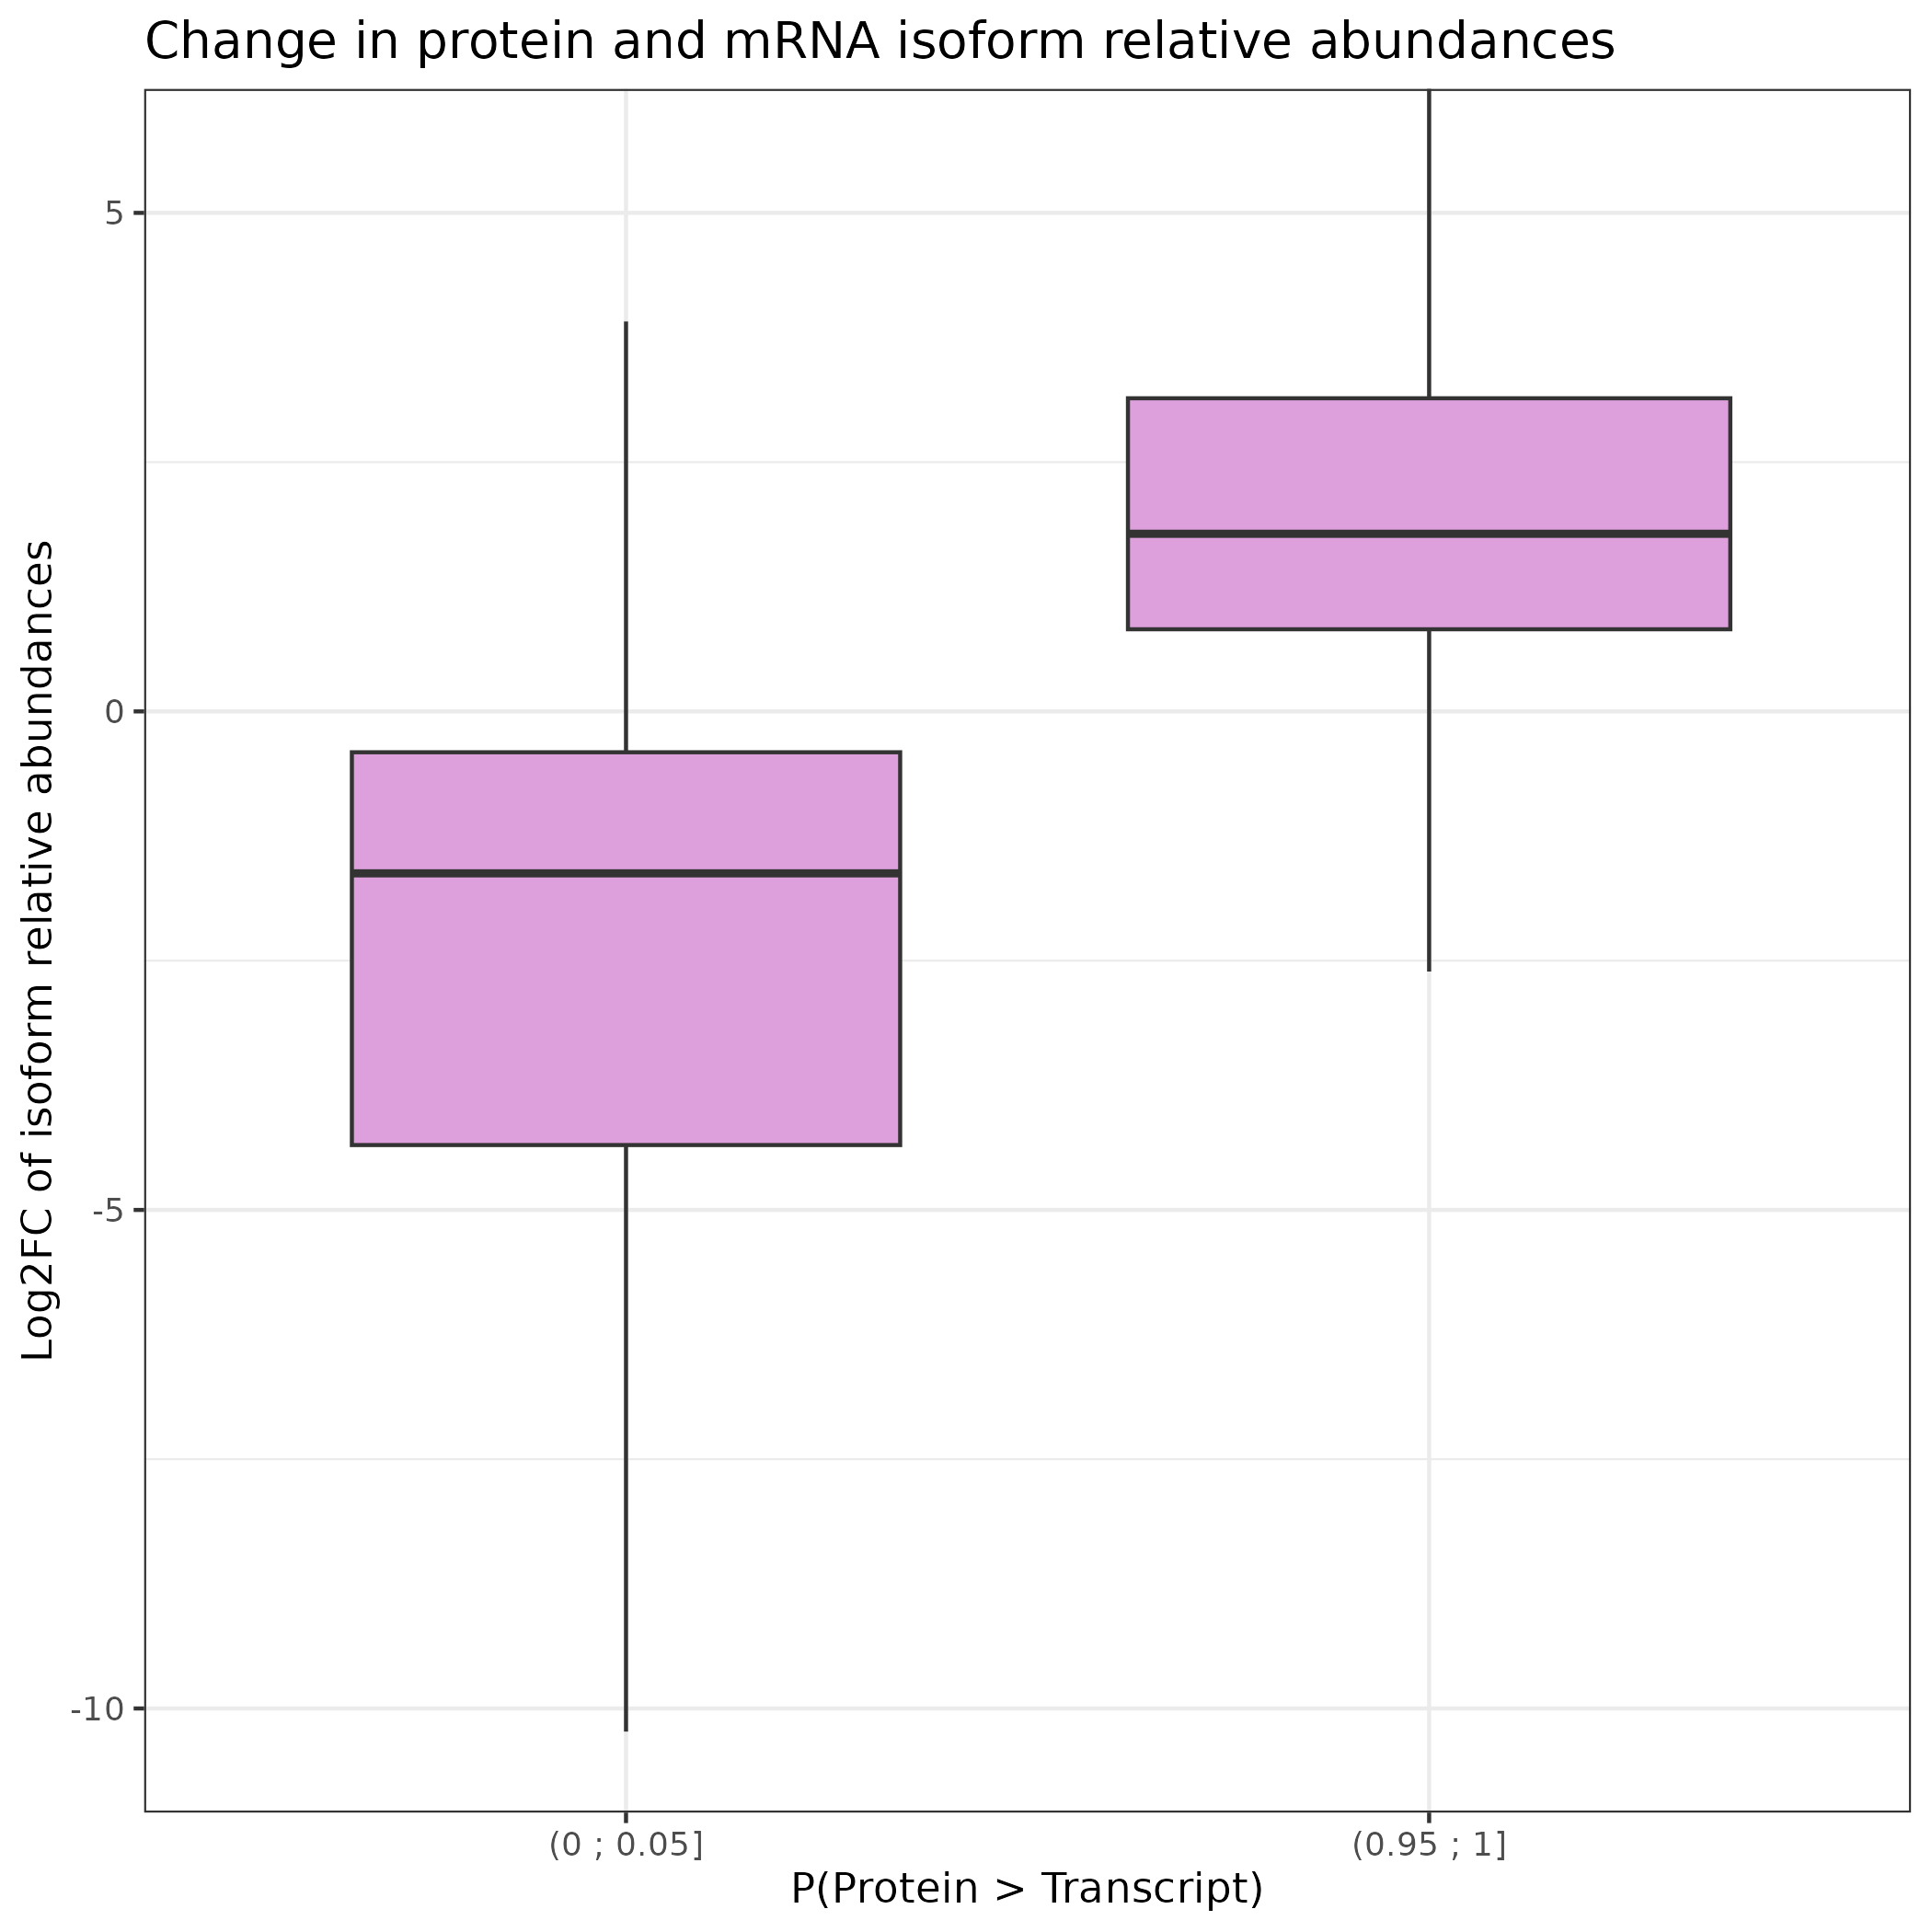 Change in protein and mRNA isoform relative abundances
Log2FC of isoform relative abundances
5
0
-5
-10
(0 ; 0.05]
(0.95 ; 1]
P(Protein > Transcript)